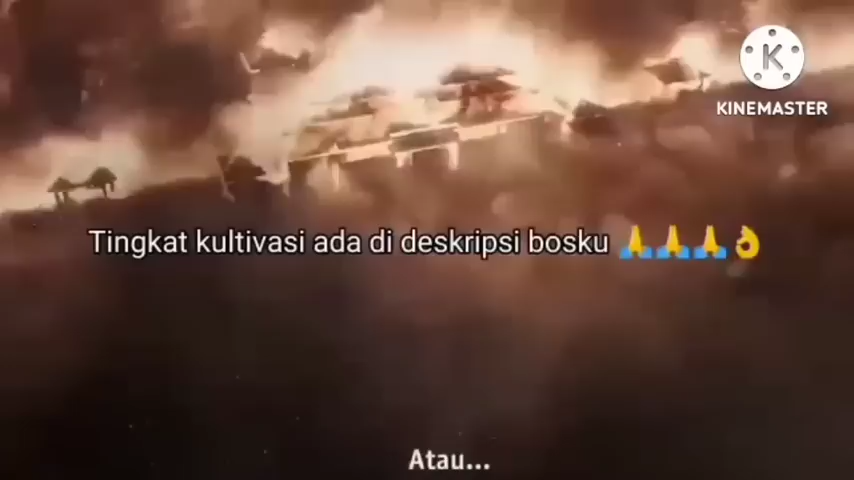 KINEMASTER
Tingkat kultivasi ada di deskripsi bosku 🙏🙏🙏👌
Atau...